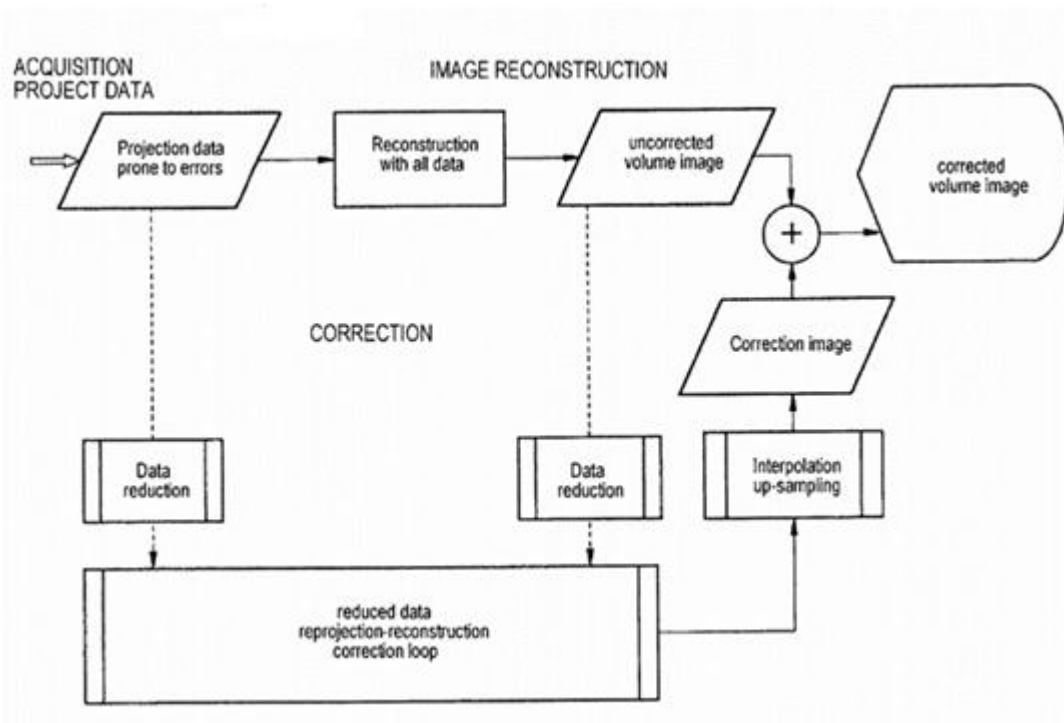 ACQUISITION
PROJECT DATA
IMAGE RECONSTRUCTION
Projection data
prone to errors
Reconstruction
with all data
uncorrected
volume image
corrected
volume image
+
CORRECTION
Correction image
Data
reduction
Data
reduction
Interpolation
up-sampling
reduced data
reprojection-reconstruction
correction loop